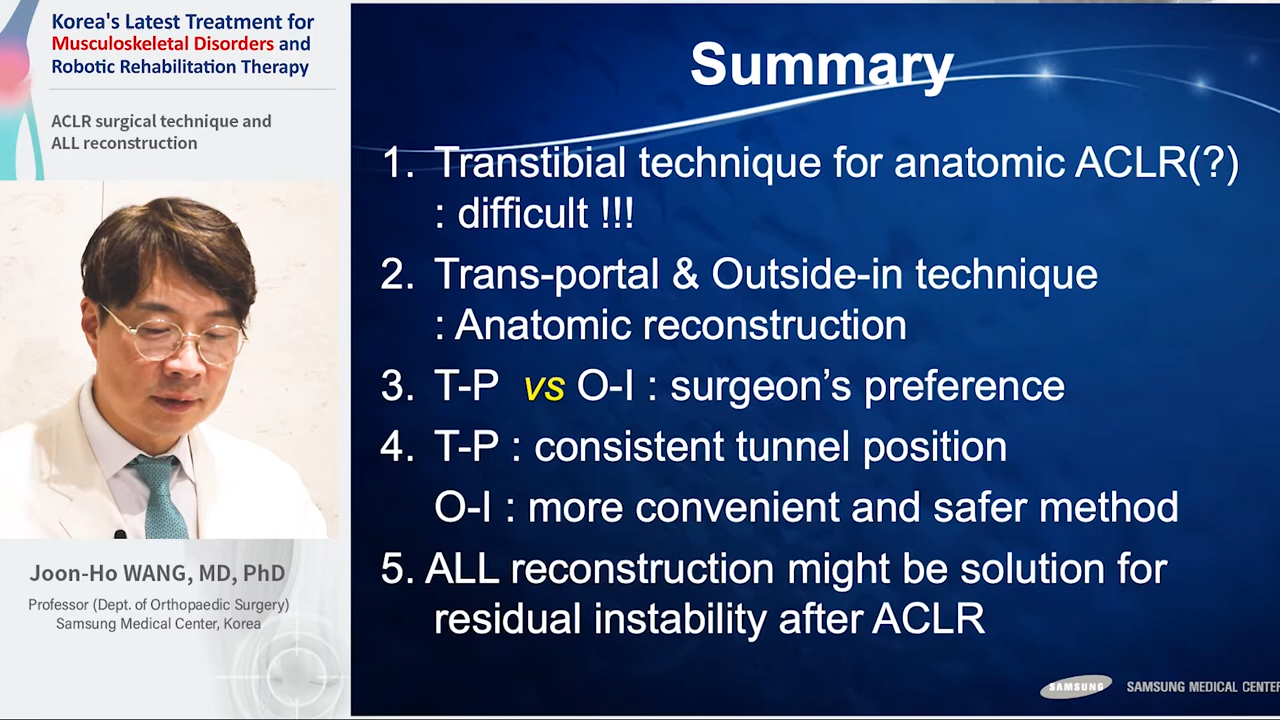 Korea's Latest Treatment for
Musculoskeletal Disorders and
Robotic Rehabilitation Therapy
ACLR surgical technique and
ALL reconstruction
Joon-Ho WANG, MD, PhD
Professor (Dept. of Orthopaedic Surgery)
Samsung Medical Center, Korea
Summary
1. Transtibial technique for anatomic ACLR(?)
: difficult !!!
2. Trans-portal & Outside-in technique
: Anatomic reconstruction
3. T-P vs O-I : surgeon’s preference
4. T-P : consistent tunnel position
O-I : more convenient and safer method
5. ALL reconstruction might be solution for
residual instability after ACLR
SAMSUNG SAMSUNG MEDICAL CENTER